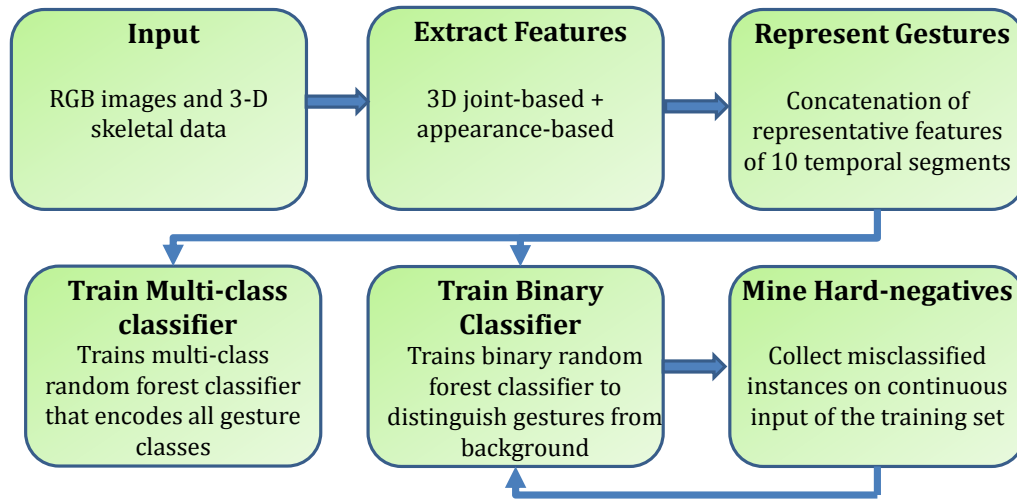 Input
RGB images and 3-D
skeletal data
Extract Features
3D joint-based +
appearance-based
Represent Gestures
Concatenation of
representative features
of 10 temporal segments
Train Multi-class
classifier
Trains multi-class
random forest classifier
that encodes all gesture
classes
Train Binary
Classifier
Trains binary random
forest classifier to
distinguish gestures from
background
Mine Hard-negatives
Collect misclassified
instances on continuous
input of the training set